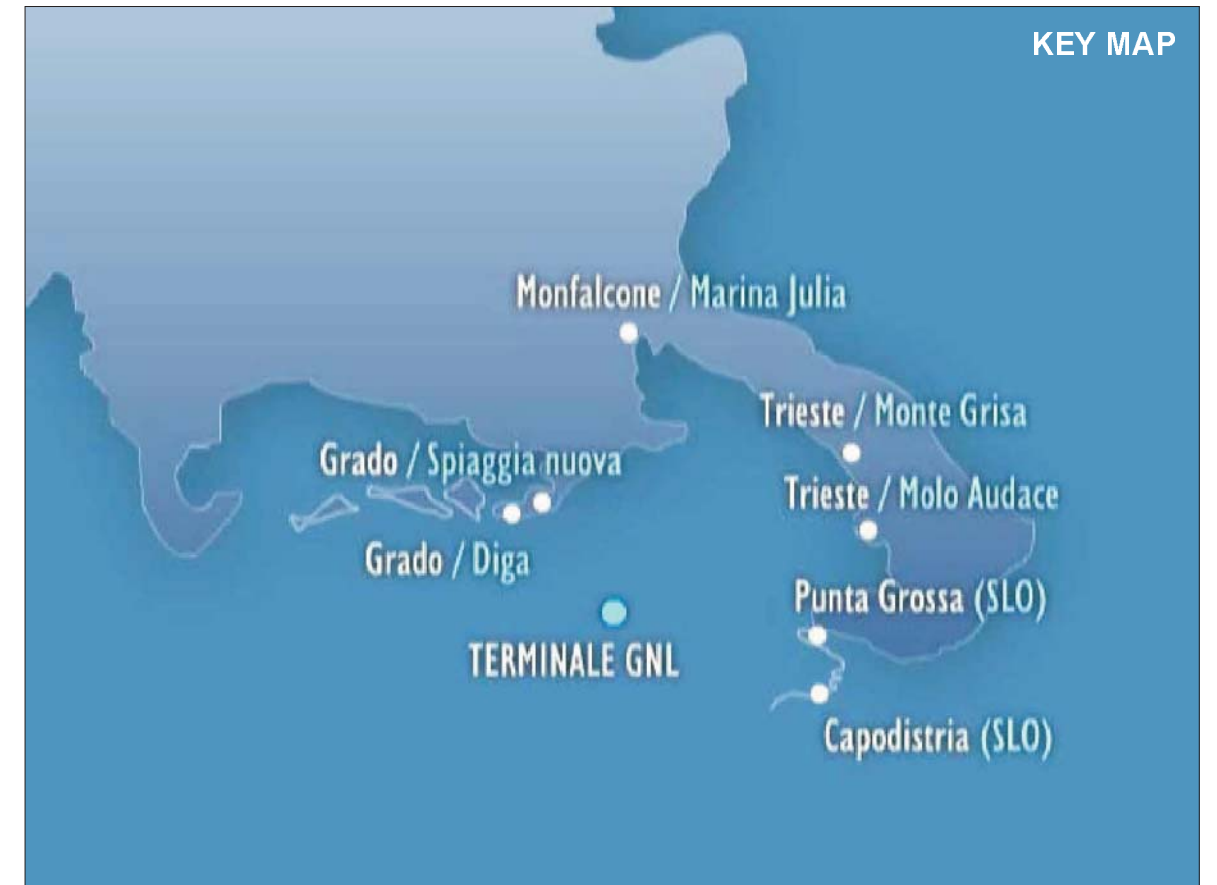 KEY MAP
Monfalcone / Marina Julia
Trieste / Monte Grisa
Grado / Spiaggia nuova
Trieste / Molo Audace
Grado / Diga
Punta Grossa (SLO)
TERMINALE GNL
Capodistria (SLO)